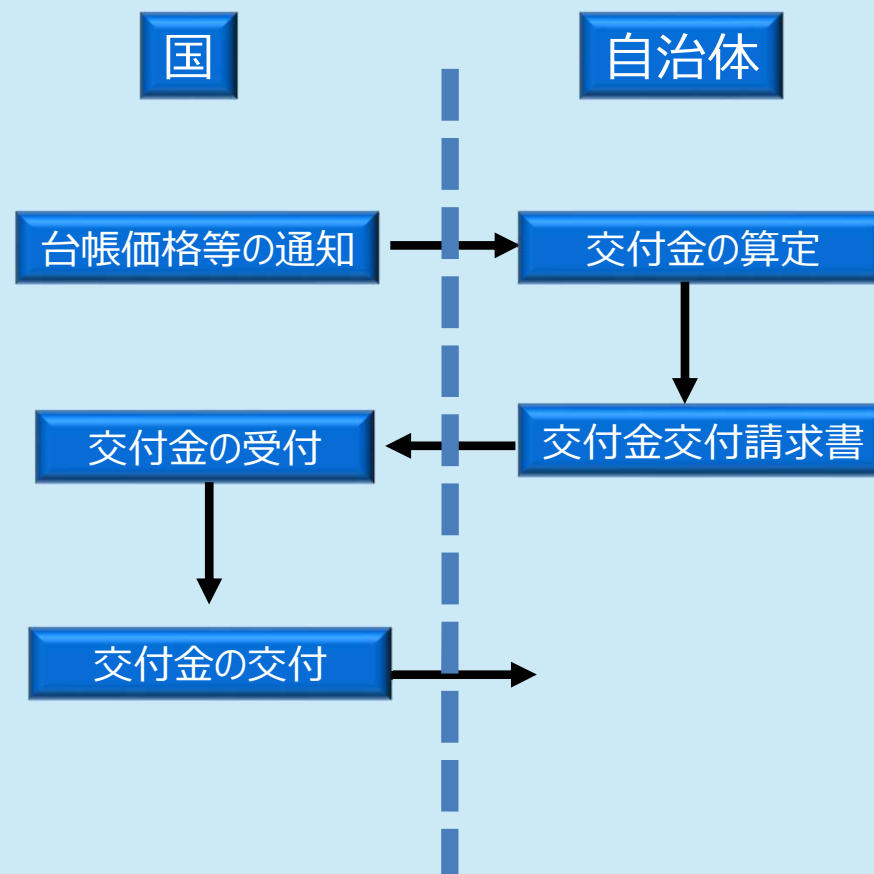 国
自治体
台帳価格等の通知
交付金の算定
交付金の受付
交付金交付請求書
交付金の交付